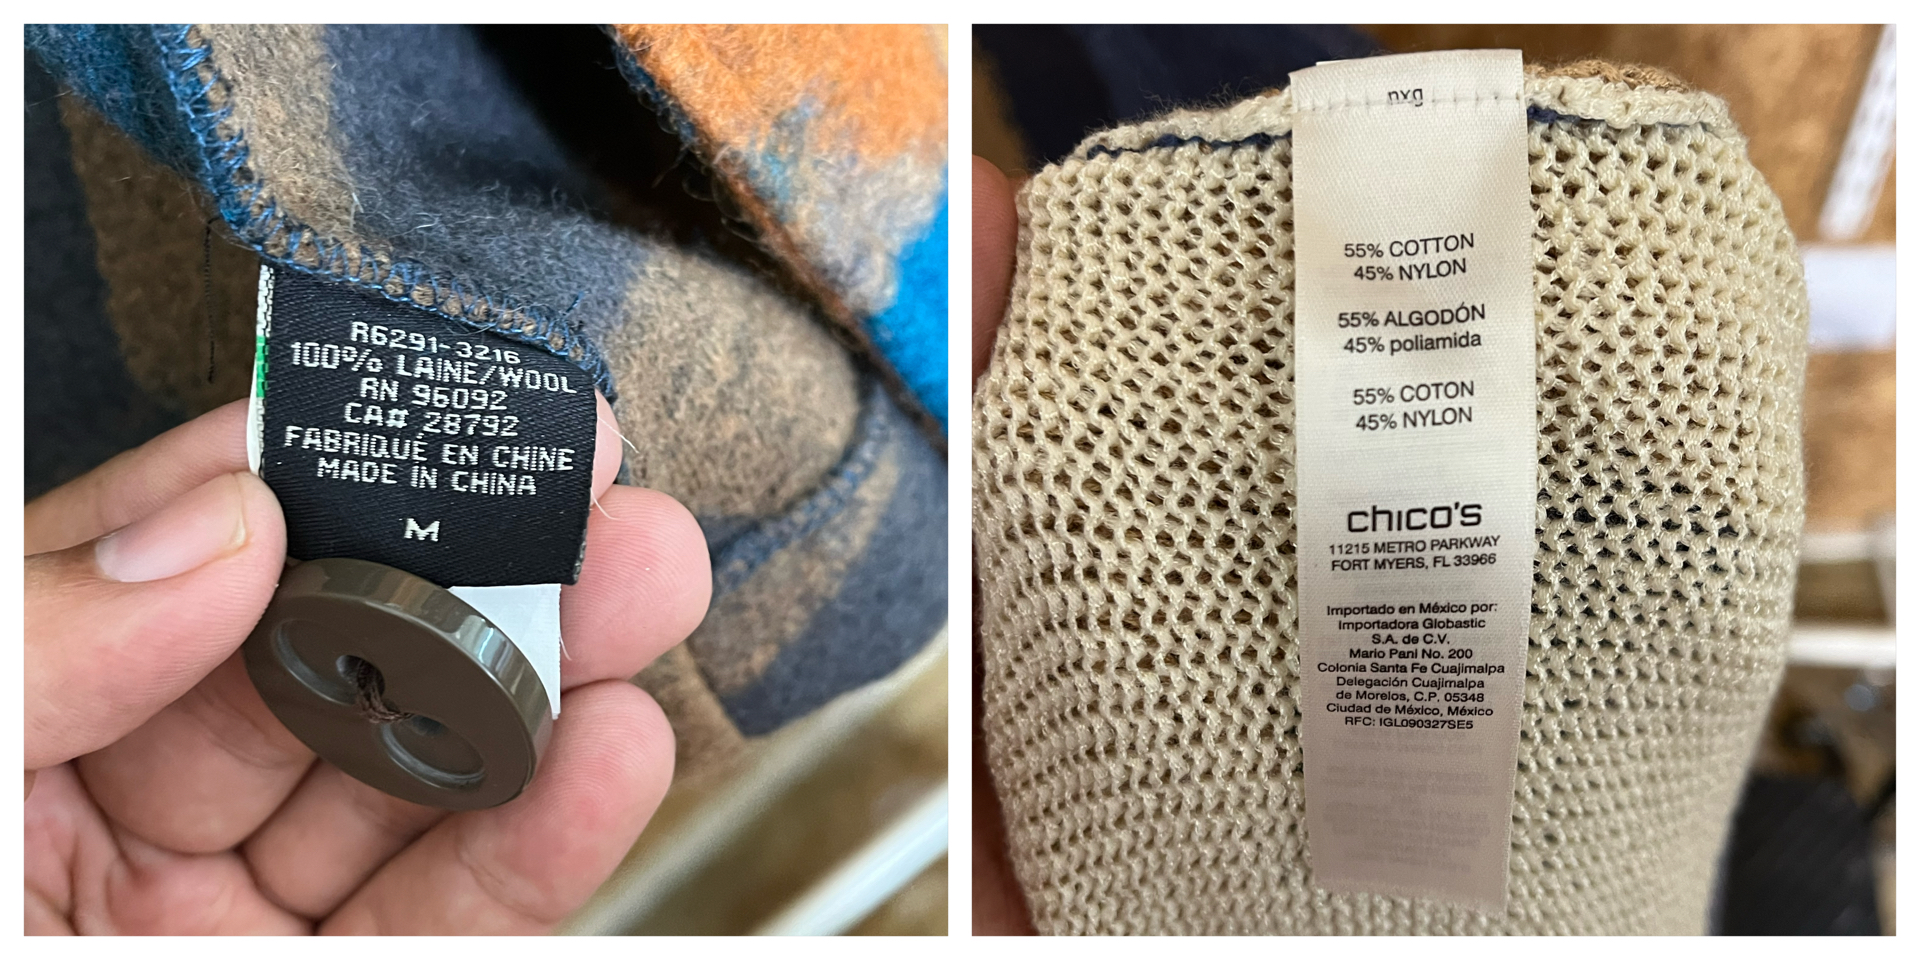 R6291-3216
100% LAINE/WOOL
RN 96092
CA# 28792
FABRIQUÉ EN CHINE
MADE IN CHINA
M
nxg
55% COTTON
45% NYLON
55% ALGODÓN
45% poliamida
55% COTON
45% NYLON
chico's
11215 METRO PARKWAY
FORT MYERS, FL 33966
Importado en México por:
Importadora Globastic
S.A. de C.V.
Mario Pani No. 200
Colonia Santa Fe Cuajimalpa
Delegación Cuajimalpa
de Morelos, C.P. 05348
Ciudad de México, México
RFC: IGL090327SE5